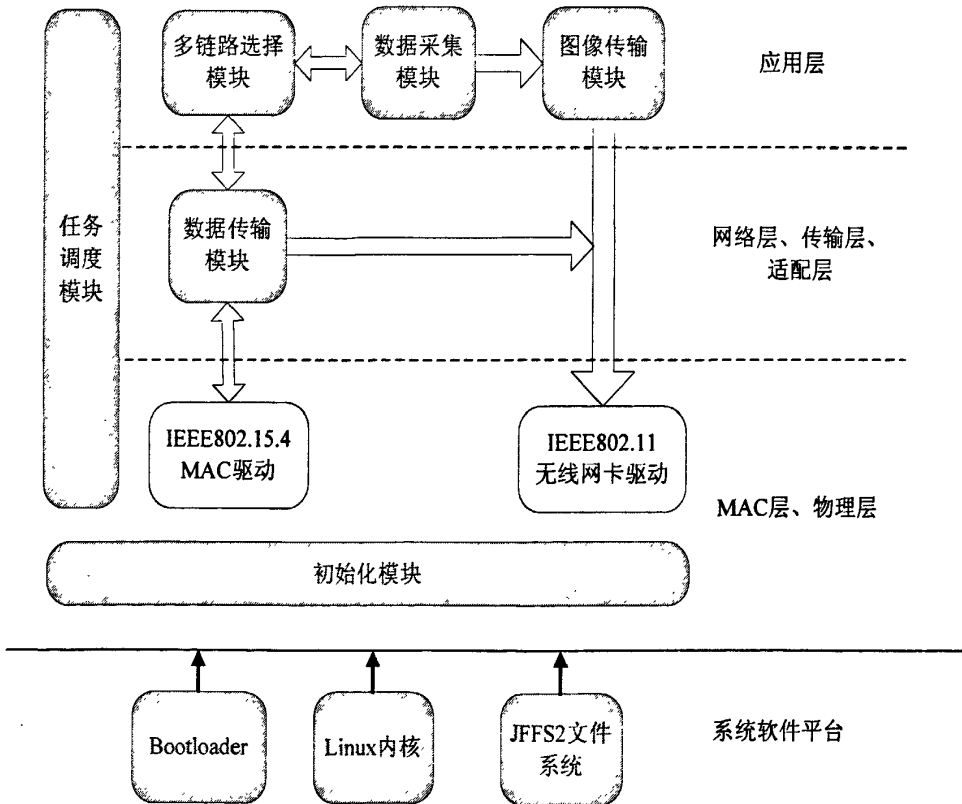 多链路选择
模块
数据采集
模块
图像传输
模块
应用层
任务
调度
模块
数据传输
模块
网络层、传输层、
适配层
IEEE802.15.4
MAC驱动
IEEE802.11
无线网卡驱动
MAC层、物理层
初始化模块
Bootloader
Linux内核
JFFS2文件
系统
系统软件平台